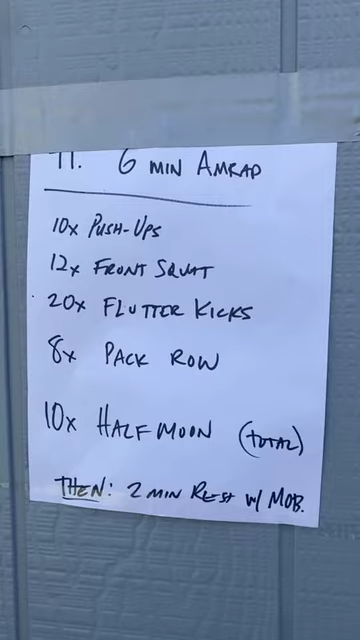 11. 6 MIN AMRAP
10x PUSH-UPS
12x FRONT SQUAT
20x FLUTTER KICKS
8x PACK ROW
10x HALF MOON (TOTAL)
THEN: 2 MIN REST W/ MOB.